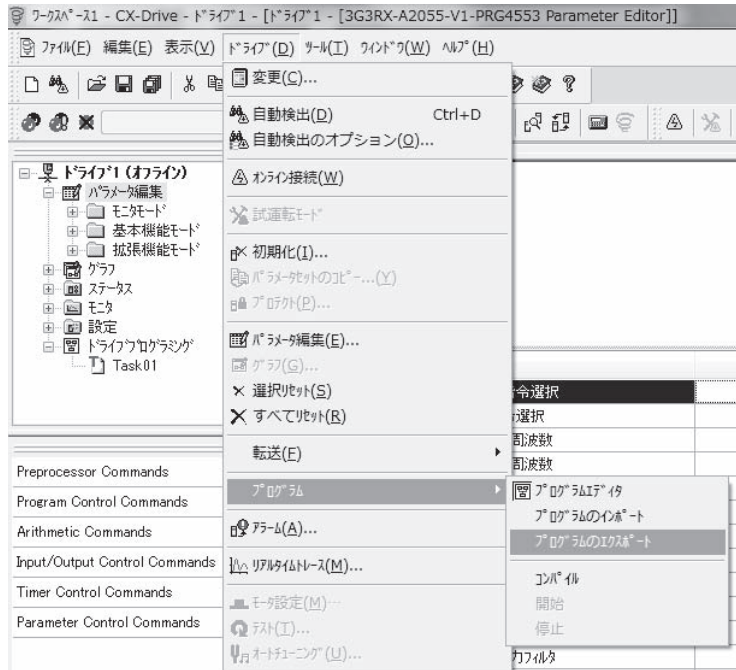 ﾜｰｸｽﾍﾟｰｽ1 - CX-Drive - ﾄﾞﾗｲﾌﾞ1 - [ﾄﾞﾗｲﾌﾞ1 - [3G3RX-A2055-V1-PRG4553 Parameter Editor]]
ﾌｧｲﾙ(F) 編集(E) 表示(V) ﾄﾞﾗｲﾌﾞ(D) ﾂｰﾙ(T) ｳｨﾝﾄﾞｳ(W) ﾍﾙﾌﾟ(H)
変更(C)...
自動検出(D) Ctrl+D
自動検出のオプション(O)...
ｵﾝﾗｲﾝ接続(W)
試運転ﾓｰﾄﾞ
初期化(I)...
ﾊﾟﾗﾒｰﾀｾｯﾄのｺﾋﾟｰ...(Y)
ﾌﾟﾛﾃｸﾄ(P)...
ﾊﾟﾗﾒｰﾀ編集(E)...
ｸﾞﾗﾌ(G)...
選択ﾘｾｯﾄ(S)
すべてﾘｾｯﾄ(R)
転送(F)
ﾌﾟﾛｸﾞﾗﾑ
ｱﾗｰﾑ(A)...
ﾘｱﾙﾀｲﾑﾄﾚｰｽ(M)...
ﾓｰﾀ設定(M)...
ﾃｽﾄ(T)...
ｵｰﾄﾁｭｰﾆﾝｸﾞ(U)...
ﾌﾟﾛｸﾞﾗﾑｴﾃﾞｨﾀ
ﾌﾟﾛｸﾞﾗﾑのｲﾝﾎﾟｰﾄ
ﾌﾟﾛｸﾞﾗﾑのｴｸｽﾎﾟｰﾄ
ｺﾝﾊﾟｲﾙ
開始
停止
ﾄﾞﾗｲﾌﾞ1 (ｵﾌﾗｲﾝ)
ﾊﾟﾗﾒｰﾀ編集
ﾓﾆﾀﾓｰﾄﾞ
基本機能ﾓｰﾄﾞ
拡張機能ﾓｰﾄﾞ
ｸﾞﾗﾌ
ｽﾃｰﾀｽ
ﾓﾆﾀ
設定
ﾄﾞﾗｲﾌﾞﾌﾟﾛｸﾞﾗﾐﾝｸﾞ
Task01
Preprocessor Commands
Program Control Commands
Arithmetic Commands
Input/Output Control Commands
Timer Control Commands
Parameter Control Commands
令選択
選択
周波数
周波数
力ﾌｨﾙﾀ